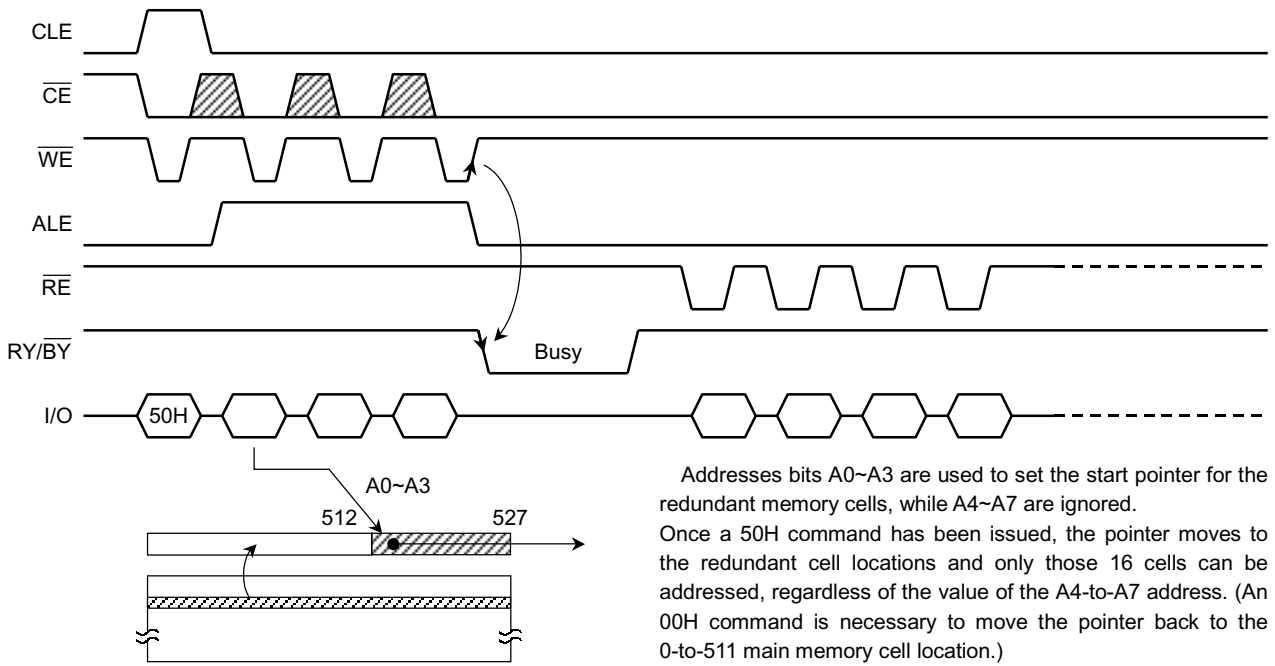 CLE
CE
WE
ALE
RE
RY/BY
Busy
I/O
50H
A0~A3
512
527
Addresses bits A0~A3 are used to set the start pointer for the
redundant memory cells, while A4~A7 are ignored.
Once a 50H command has been issued, the pointer moves to
the redundant cell locations and only those 16 cells can be
addressed, regardless of the value of the A4-to-A7 address. (An
00H command is necessary to move the pointer back to the
0-to-511 main memory cell location.)